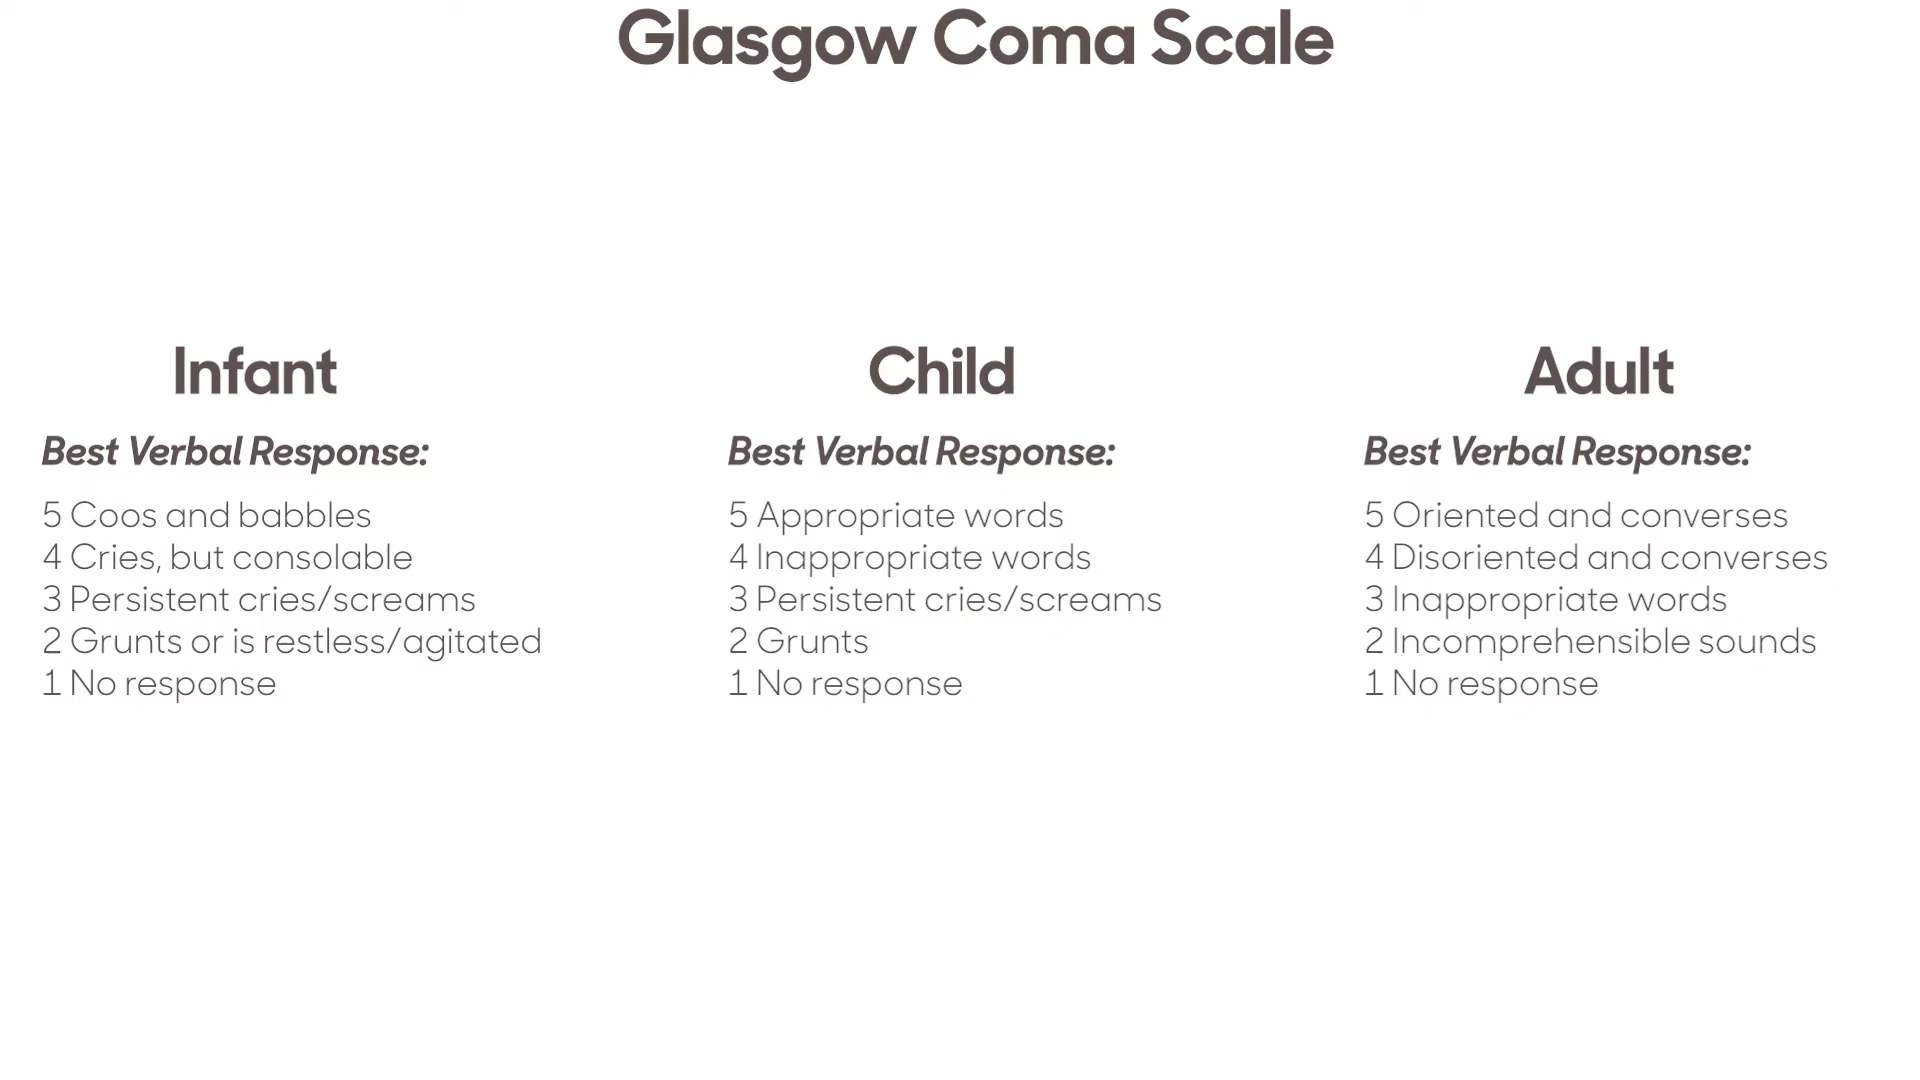 Glasgow Coma Scale
Infant
Best Verbal Response:
5 Coos and babbles
4 Cries, but consolable
3 Persistent cries/screams
2 Grunts or is restless/agitated
1 No response
Child
Best Verbal Response:
5 Appropriate words
4 Inappropriate words
3 Persistent cries/screams
2 Grunts
1 No response
Adult
Best Verbal Response:
5 Oriented and converses
4 Disoriented and converses
3 Inappropriate words
2 Incomprehensible sounds
1 No response